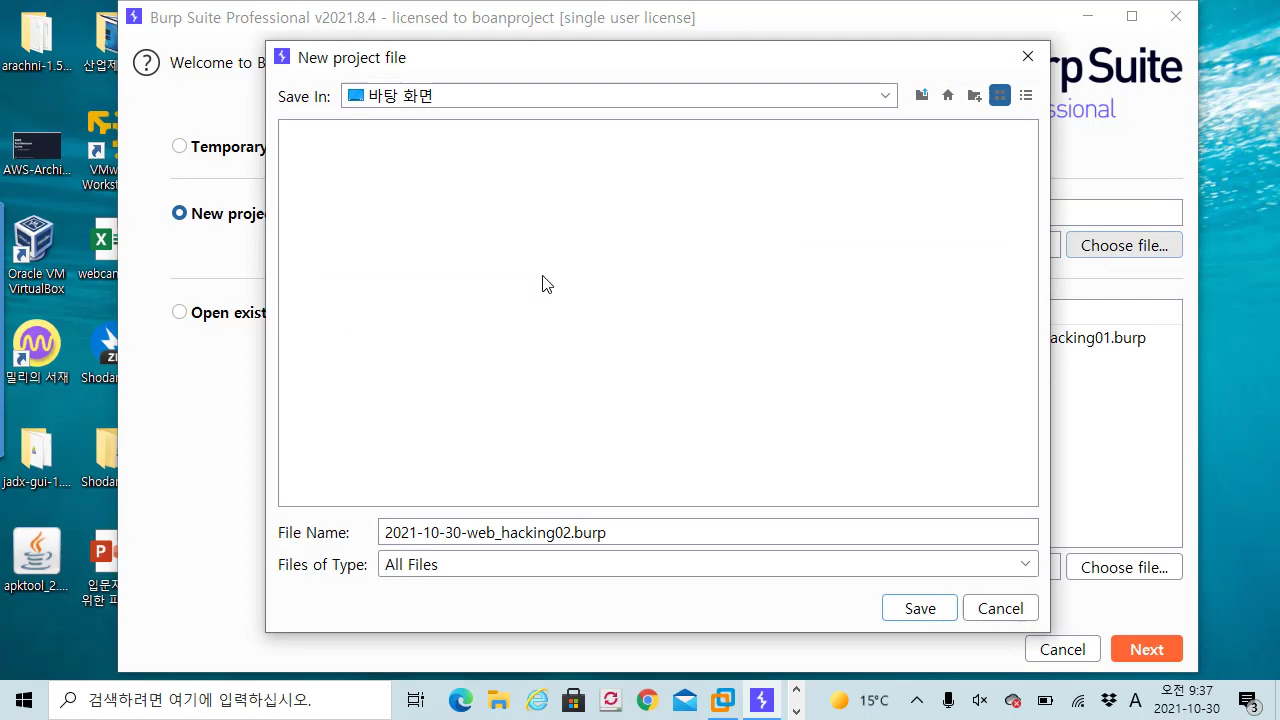 Burp Suite Professional v2021.8.4 - licensed to boanproject [single user license]
Welcome to B
rp Suite
ssional
New project file
Save In:
바탕 화면
Temporary
New proje
Choose file...
Open exist
acking01.burp
File Name:
2021-10-30-web_hacking02.burp
Files of Type:
All Files
Choose file...
Save
Cancel
Cancel
Next
arachni-1.5...
산업제
AWS-Archi...
VMw
Workst
Oracle VM
VirtualBox
webcan
밀리의 서재
Shodan
jadx-gui-1....
Shodan
apktool_2....
입문자
위한 파
검색하려면 여기에 입력하십시오.
15°C
A
오전 9:37
2021-10-30
3